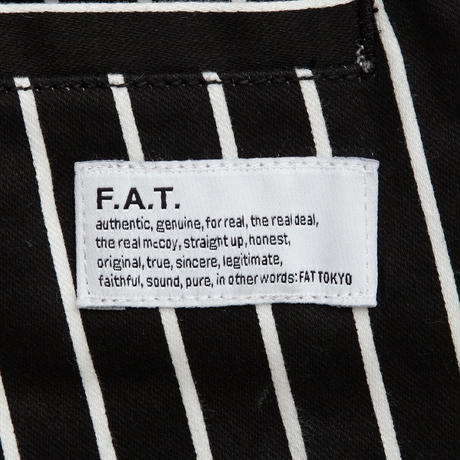 F.A.T.
authentic, genuine, for real, the real deal,
the real mccoy, straight up, honest,
original, true, sincere, legitimate,
faithful, sound, pure, in other words: FAT TOKYO